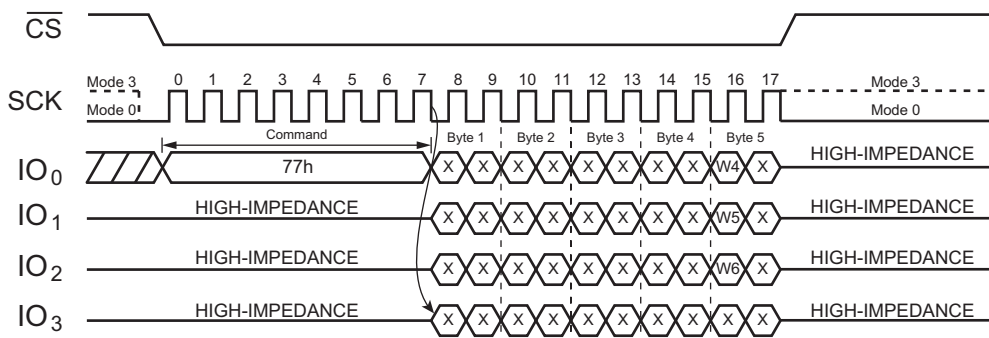 CS
0 1 2 3 4 5 6 7 8 9 10 11 12 13 14 15 16 17
Mode 3 Mode 3
SCK
Mode 0 Mode 0
Command Byte 1 Byte 2 Byte 3 Byte 4 Byte 5
IO0 77h X X X X X X X X W4 X HIGH-IMPEDANCE
IO1 HIGH-IMPEDANCE X X X X X X X X W5 X HIGH-IMPEDANCE
IO2 HIGH-IMPEDANCE X X X X X X X X W6 X HIGH-IMPEDANCE
IO3 HIGH-IMPEDANCE X X X X X X X X X X HIGH-IMPEDANCE